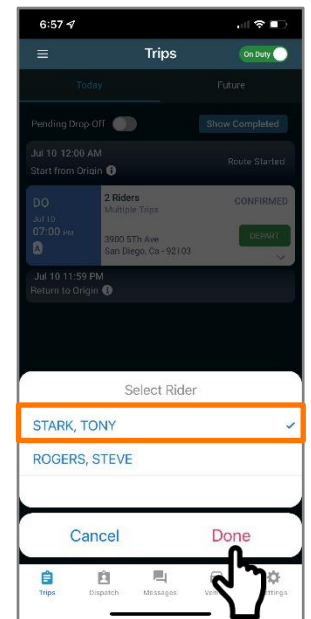 6:57
Trips
On Duty
Today
Future
Pending Drop Off
Show Completed
Jul 10 12:00 AM
Start from Origin
Route Started
DO
Jul 10
07:00 PM
A
2 Riders
Multiple Trips
3900 5Th Ave
San Diego, Ca - 92103
CONFIRMED
DEPART
Jul 10 11:59 PM
Return to Origin
Select Rider
STARK, TONY
ROGERS, STEVE
Cancel
Done
Trips
Dispatch
Messages